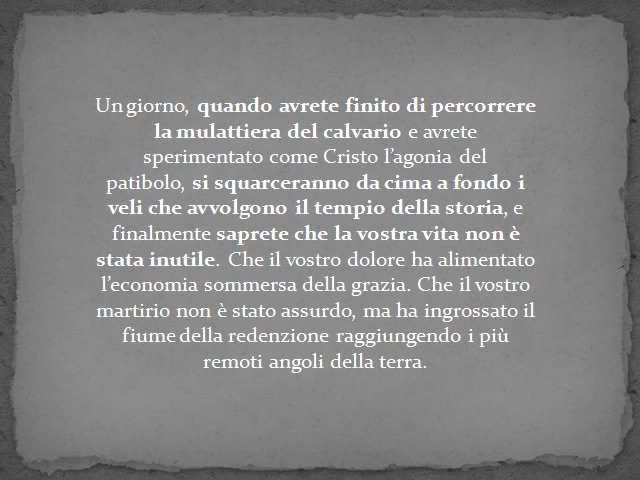 Un giorno, quando avrete finito di percorrere
la mulattiera del calvario e avrete
sperimentato come Cristo l’agonia del
patibolo, si squarceranno da cima a fondo i
veli che avvolgono il tempio della storia, e
finalmente saprete che la vostra vita non è
stata inutile. Che il vostro dolore ha alimentato
l’economia sommersa della grazia. Che il vostro
martirio non è stato assurdo, ma ha ingrossato il
fiume della redenzione raggiungendo i più
remoti angoli della terra.